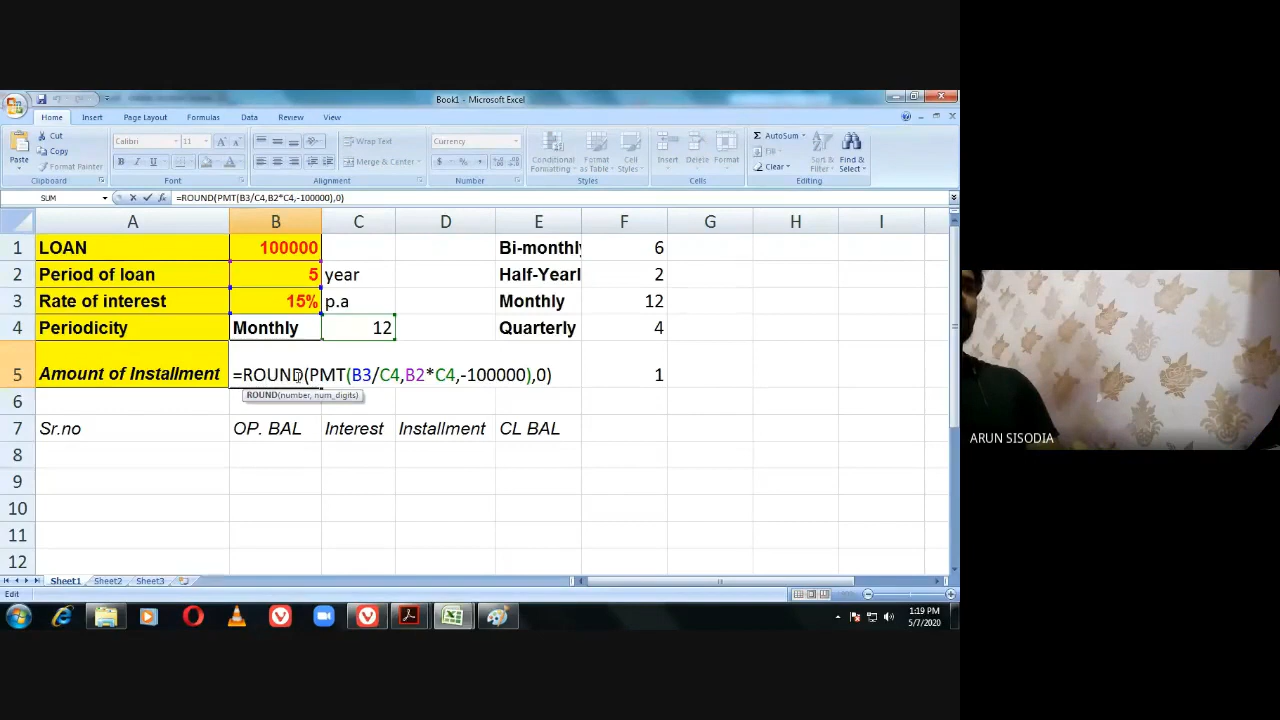 Book1 - Microsoft Excel
Home Insert Page Layout Formulas Data Review View
Paste
Cut
Copy
Format Painter
Clipboard
Calibri 11
B I U
Font
Wrap Text
Merge & Center
Alignment
Currency
$ % ,
Number
Conditional Formatting
Format as Table
Cell Styles
Styles
Insert Delete Format
Cells
Σ AutoSum
Fill
Clear
Sort & Filter
Find & Select
Editing
SUM fx =ROUND(PMT(B3/C4,B2*C4,-100000),0)
A B C D E F G H I
1 LOAN 100000 Bi-monthly 6
2 Period of loan 5 year Half-Yearl 2
3 Rate of interest 15% p.a Monthly 12
4 Periodicity Monthly 12 Quarterly 4
5 Amount of Installment =ROUND(PMT(B3/C4,B2*C4,-100000),0) 1
ROUND(number, num_digits)
6
7 Sr.no OP. BAL Interest Installment CL BAL
8
9
10
11
12
Sheet1 Sheet2 Sheet3
Edit
1:19 PM
5/7/2020
ARUN SISODIA